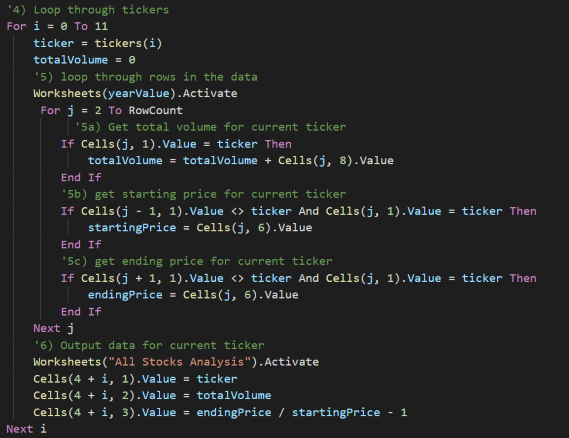 '4) Loop through tickers
For i = 0 To 11
ticker = tickers(i)
totalVolume = 0
'5) loop through rows in the data
Worksheets(yearValue).Activate
For j = 2 To RowCount
'5a) Get total volume for current ticker
If Cells(j, 1).Value = ticker Then
totalVolume = totalVolume + Cells(j, 8).Value
End If
'5b) get starting price for current ticker
If Cells(j - 1, 1).Value <> ticker And Cells(j, 1).Value = ticker Then
startingPrice = Cells(j, 6).Value
End If
'5c) get ending price for current ticker
If Cells(j + 1, 1).Value <> ticker And Cells(j, 1).Value = ticker Then
endingPrice = Cells(j, 6).Value
End If
Next j
'6) Output data for current ticker
Worksheets("All Stocks Analysis").Activate
Cells(4 + i, 1).Value = ticker
Cells(4 + i, 2).Value = totalVolume
Cells(4 + i, 3).Value = endingPrice / startingPrice - 1
Next i